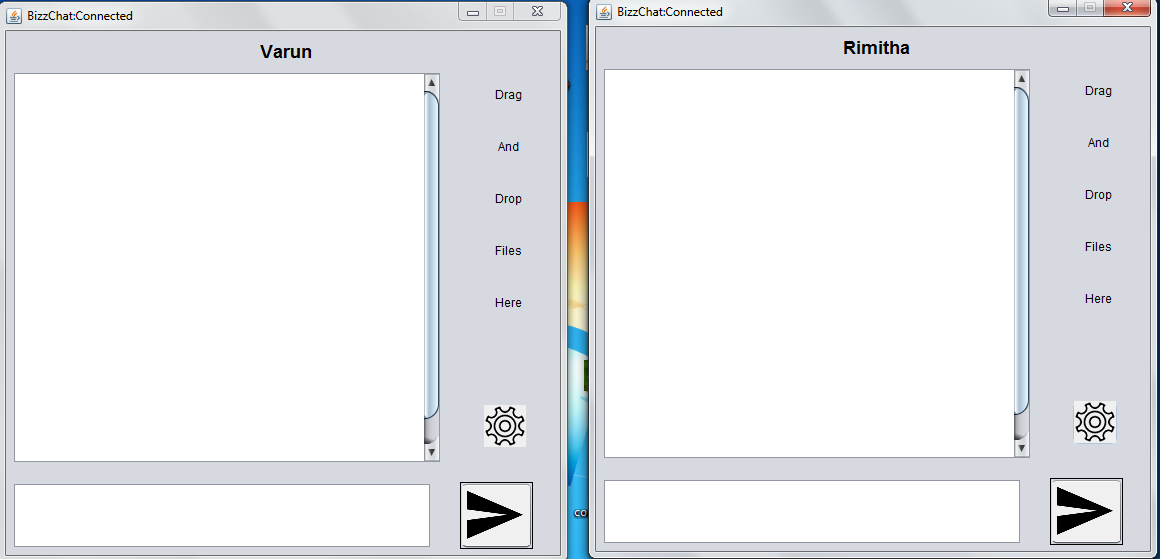 BizzChat:Connected
Varun
Drag
And
Drop
Files
Here
BizzChat:Connected
Rimitha
Drag
And
Drop
Files
Here